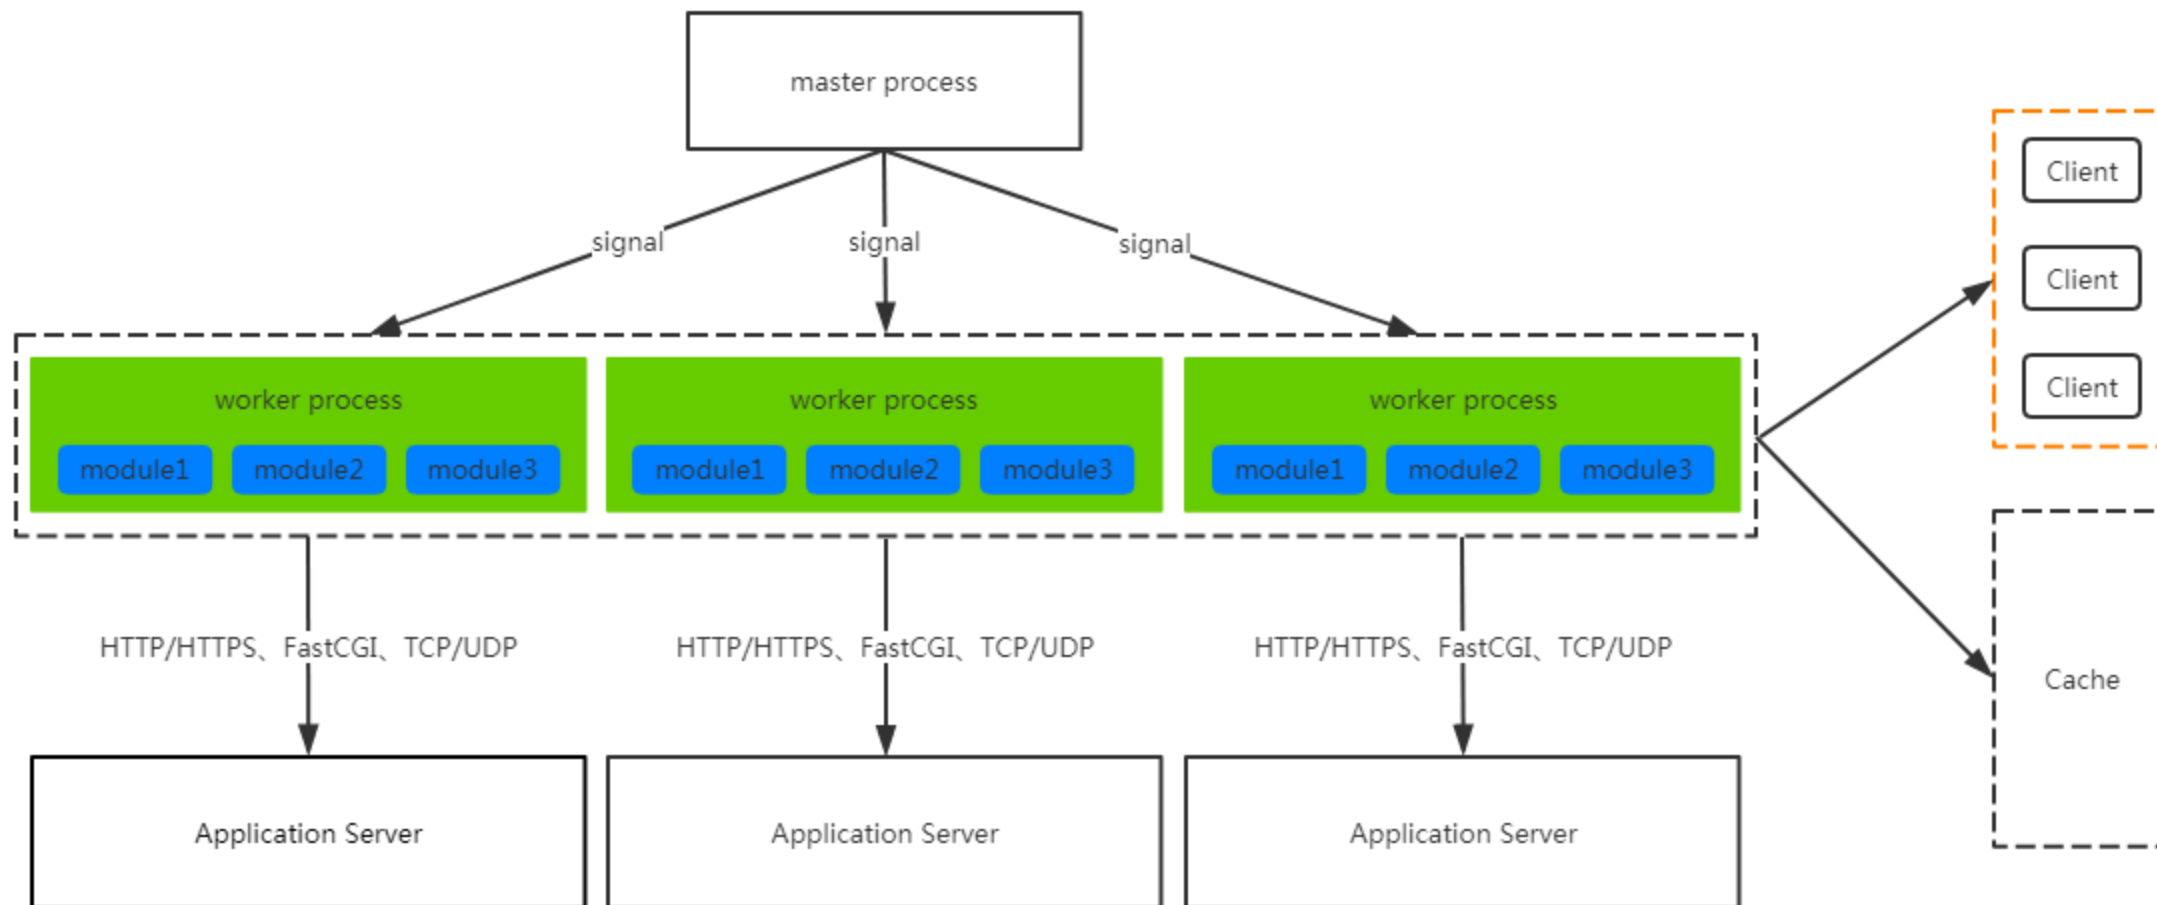 master process
signal
signal
signal
worker process
module1
module2
module3
worker process
module1
module2
module3
worker process
module1
module2
module3
Client
Client
Client
HTTP/HTTPS、FastCGI、TCP/UDP
HTTP/HTTPS、FastCGI、TCP/UDP
HTTP/HTTPS、FastCGI、TCP/UDP
Cache
Application Server
Application Server
Application Server